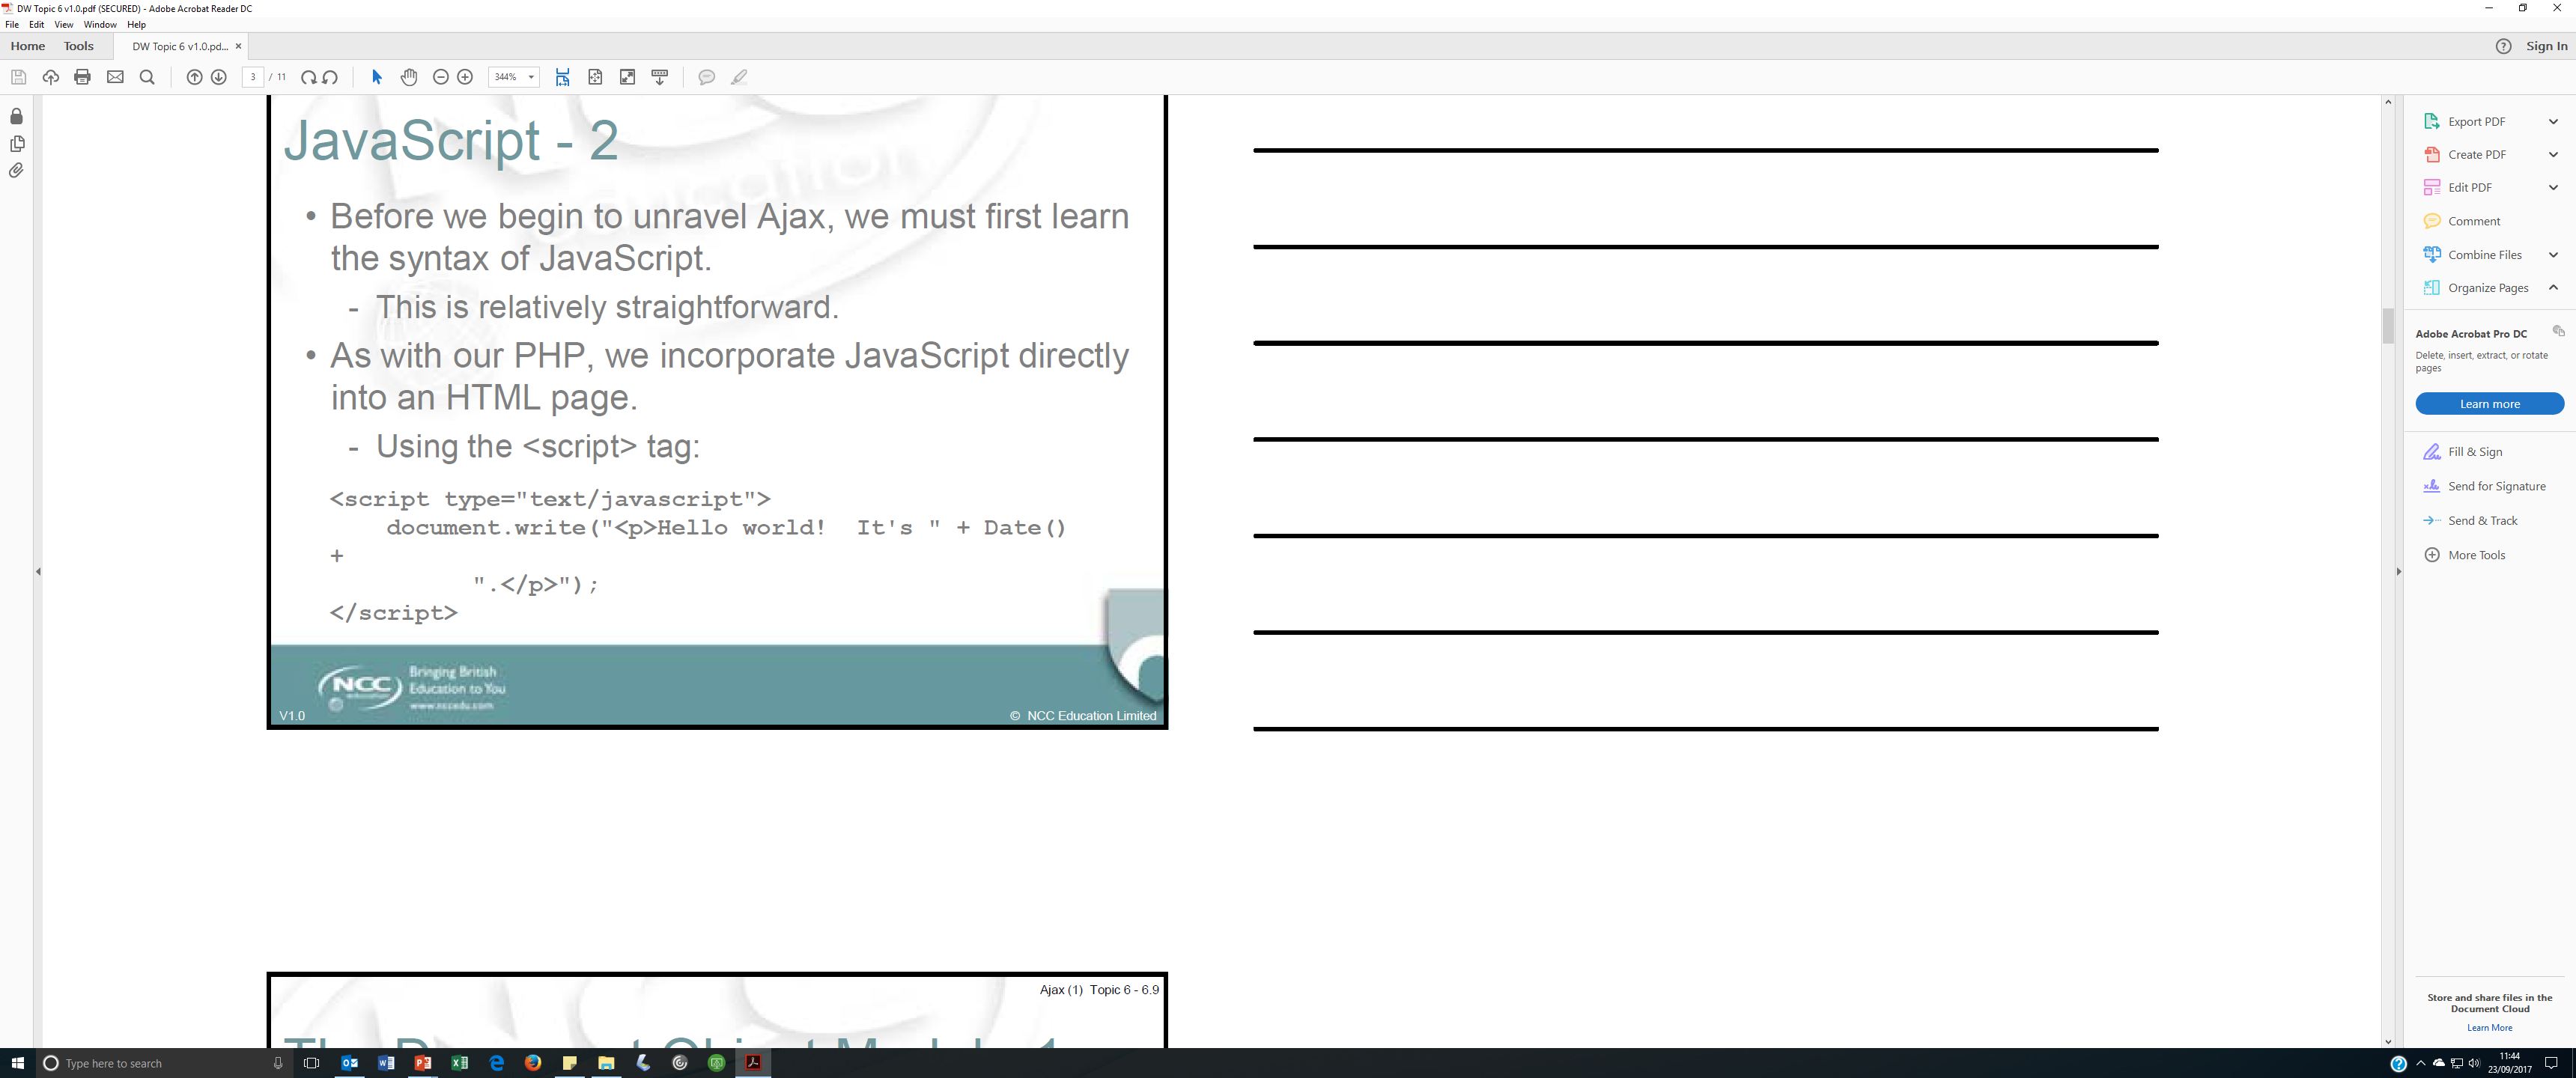 DW Topic 6 v1.0.pdf (SECURED) - Adobe Acrobat Reader DC
File Edit View Window Help
Home Tools DW Topic 6 v1.0.pd... × Sign In
3 / 11 344%
JavaScript - 2
• Before we begin to unravel Ajax, we must first learn
the syntax of JavaScript.
- This is relatively straightforward.
• As with our PHP, we incorporate JavaScript directly
into an HTML page.
- Using the <script> tag:
<script type="text/javascript">
document.write("<p>Hello world!  It's " + Date()
+
".</p>");
</script>
NCC education
Bringing British
Education to You
www.nccedu.com
V1.0 © NCC Education Limited
Ajax (1) Topic 6 - 6.9
Export PDF
Create PDF
Edit PDF
Comment
Combine Files
Organize Pages
Adobe Acrobat Pro DC
Delete, insert, extract, or rotate
pages
Learn more
Fill & Sign
Send for Signature
Send & Track
More Tools
Store and share files in the
Document Cloud
Learn More
Type here to search
11:44
23/09/2017